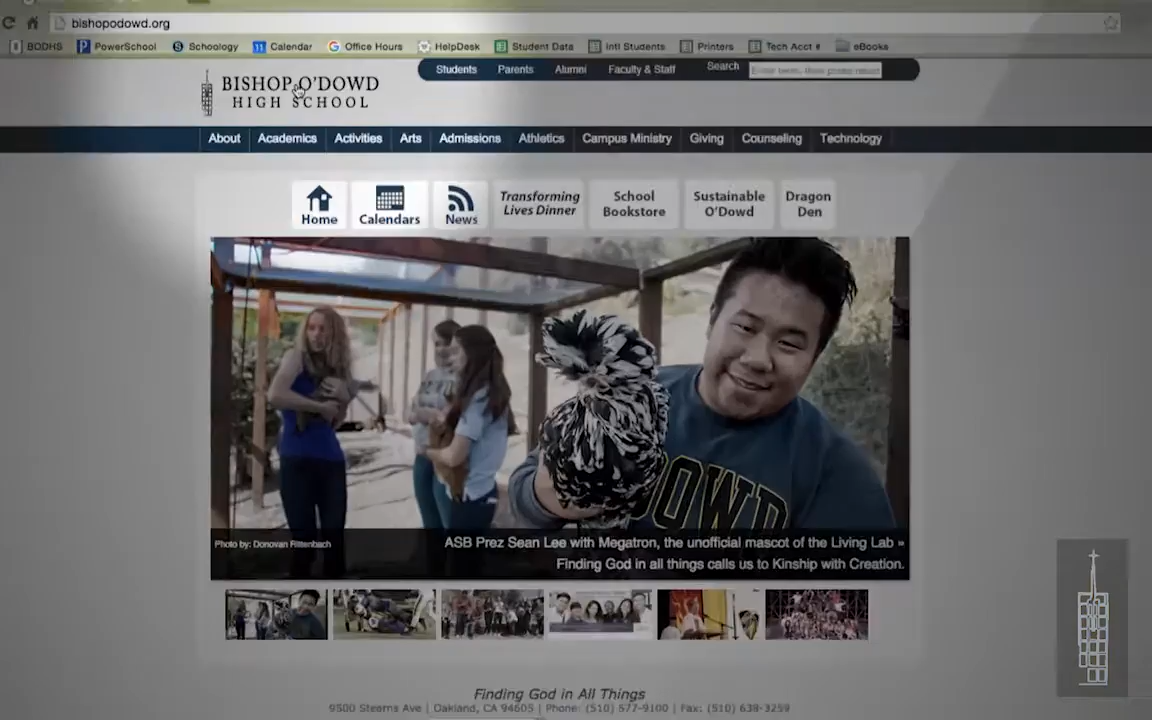 bishopodowd.org
BODHS PowerSchool Schoology Calendar Office Hours HelpDesk Student Data Intl Students Printers Tech Acct # eBooks
Students Parents Alumni Faculty & Staff Search
BISHOP O'DOWD
HIGH SCHOOL
About Academics Activities Arts Admissions Athletics Campus Ministry Giving Counseling Technology
Home Calendars News
Transforming
Lives Dinner
School
Bookstore
Sustainable
O'Dowd
Dragon
Den
DOWD
Photo by: Donovan Rittenbach
ASB Prez Sean Lee with Megatron, the unofficial mascot of the Living Lab »
Finding God in all things calls us to Kinship with Creation.
Finding God in All Things
9500 Stearns Ave | Oakland, CA 94605 | Phone: (510) 577-9100 | Fax: (510) 638-3259